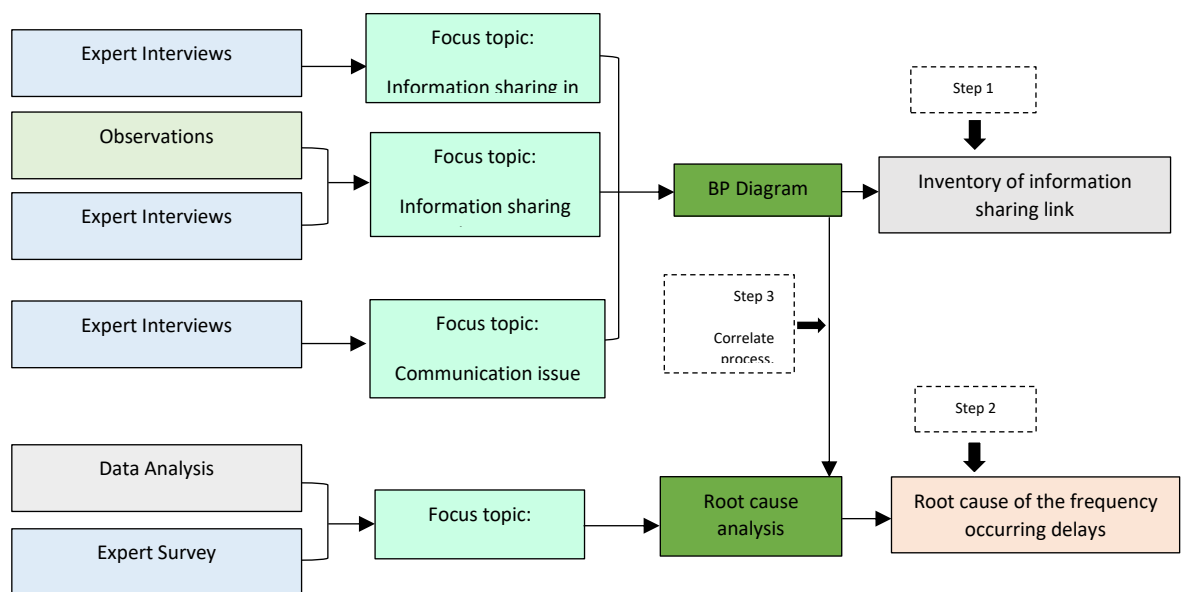 Expert Interviews
Focus topic:
Information sharing in
Observations
Expert Interviews
Focus topic:
Information sharing
Expert Interviews
Focus topic:
Communication issue
BP Diagram
Step 1
Inventory of information
sharing link
Step 3
Correlate
process.
Step 2
Data Analysis
Expert Survey
Focus topic:
Root cause
analysis
Root cause of the frequency
occurring delays